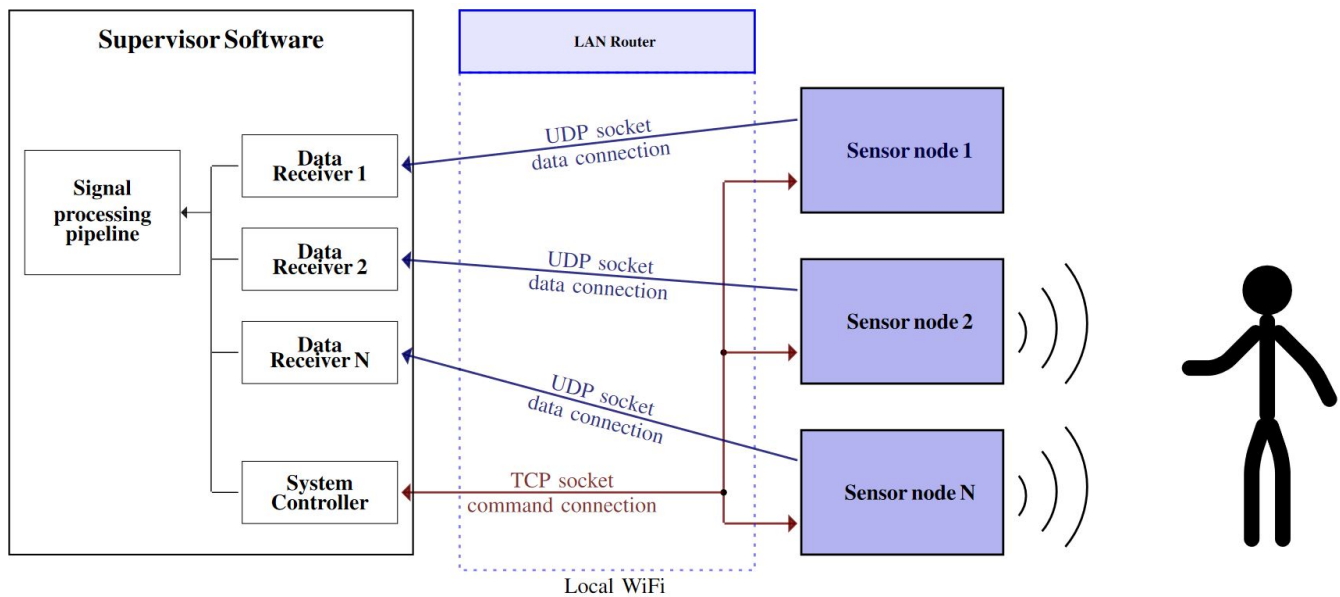 Supervisor Software
LAN Router
Signal
processing
pipeline
Data
Receiver 1
Data
Receiver 2
Data
Receiver N
System
Controller
UDP socket
data connection
UDP socket
data connection
UDP socket
data connection
TCP socket
command connection
Sensor node 1
Sensor node 2
Sensor node N
Local WiFi